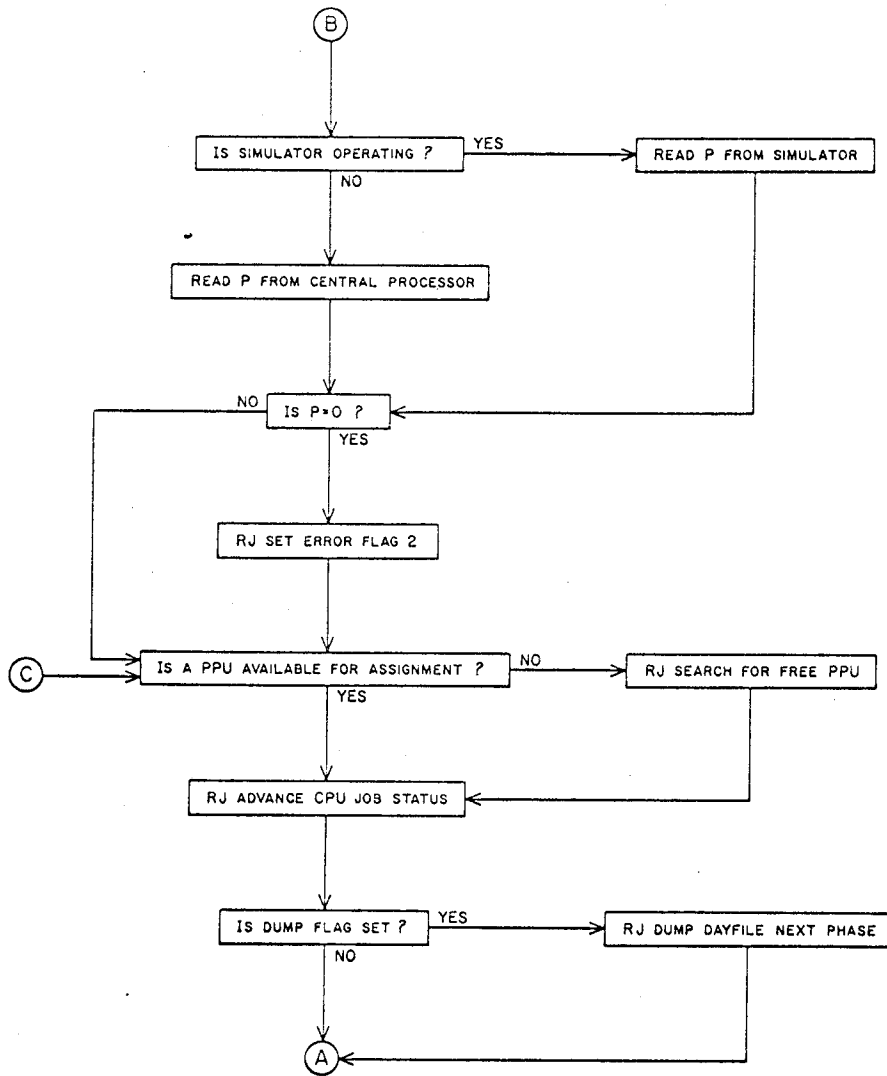 B
IS SIMULATOR OPERATING ?
YES
READ P FROM SIMULATOR
NO
READ P FROM CENTRAL PROCESSOR
NO
IS P=0 ?
YES
RJ SET ERROR FLAG 2
C
IS A PPU AVAILABLE FOR ASSIGNMENT ?
NO
RJ SEARCH FOR FREE PPU
YES
RJ ADVANCE CPU JOB STATUS
IS DUMP FLAG SET ?
YES
RJ DUMP DAYFILE NEXT PHASE
NO
A